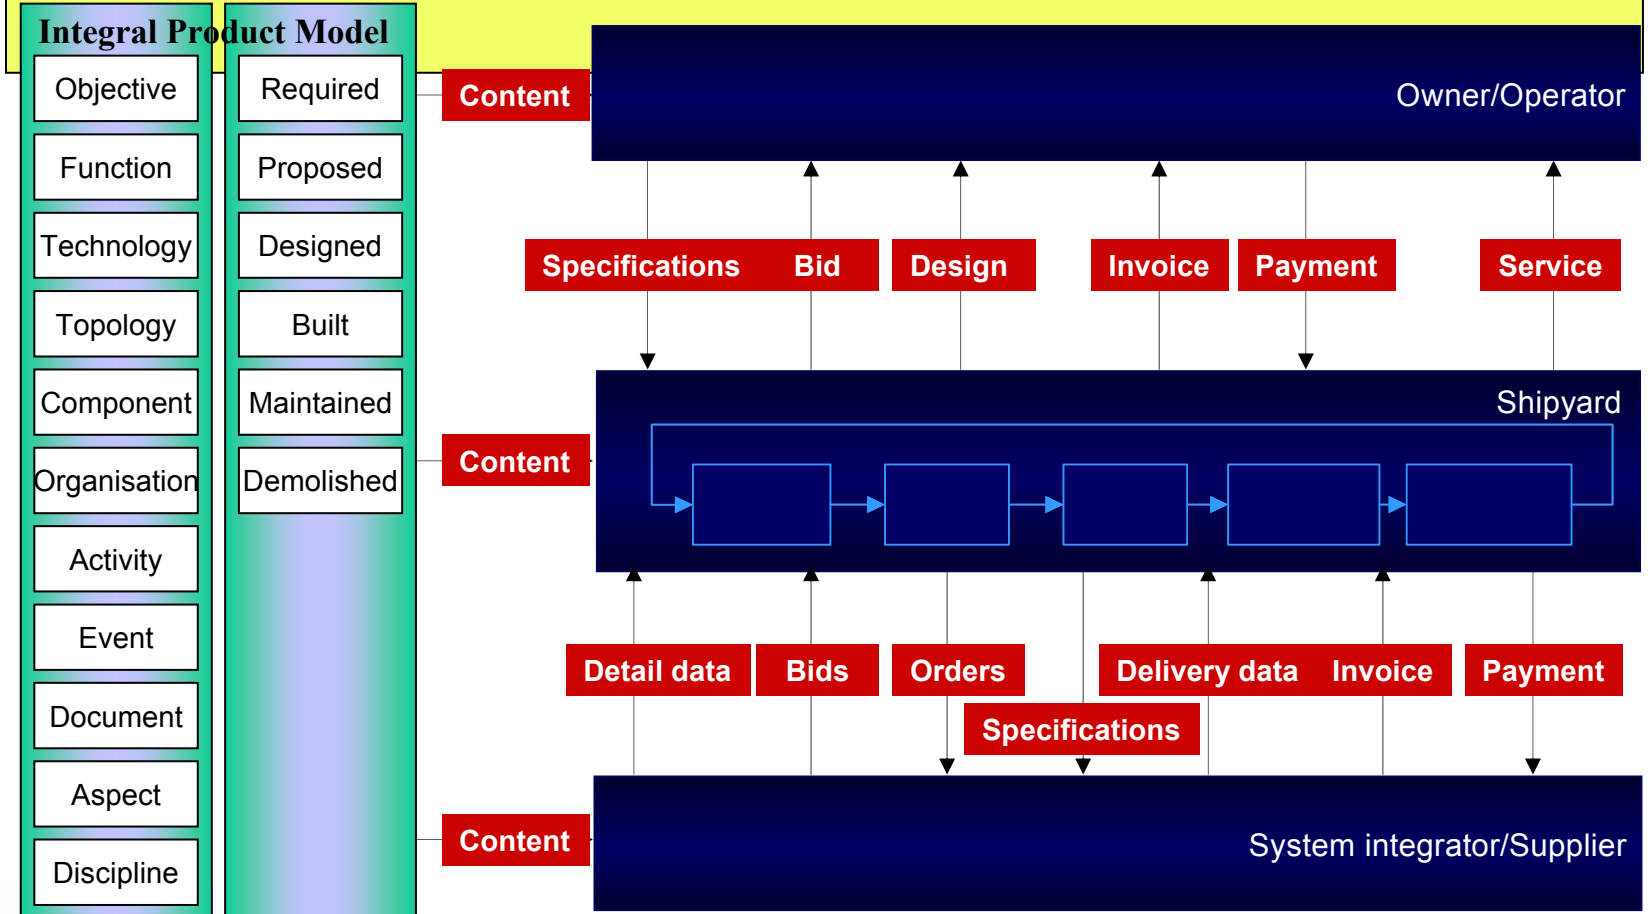 Integral Product Model
Objective
Function
Technology
Topology
Component
Organisation
Activity
Event
Document
Aspect
Discipline
Required
Proposed
Designed
Built
Maintained
Demolished
Content
Owner/Operator
Specifications
Bid
Design
Invoice
Payment
Service
Content
Shipyard
Detail data
Bids
Orders
Specifications
Delivery data
Invoice
Payment
Content
System integrator/Supplier